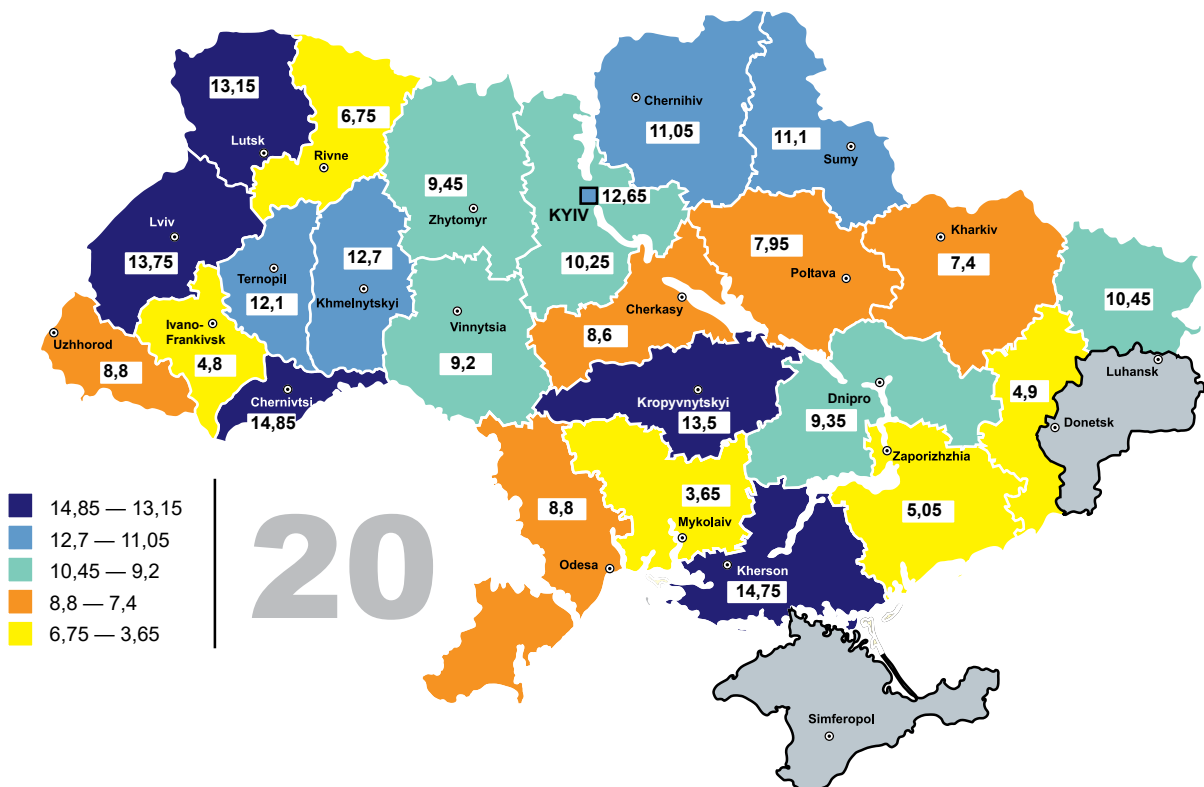 13,15
Lutsk
6,75
Rivne
Chernihiv
11,05
11,1
Sumy
9,45
Zhytomyr
12,65
KYIV
10,25
Lviv
13,75
Ternopil
12,1
12,7
Khmelnytskyi
7,95
Poltava
Kharkiv
7,4
10,45
Luhansk
Uzhhorod
8,8
Ivano-
Frankivsk
4,8
Chernivtsi
14,85
Vinnytsia
9,2
Cherkasy
8,6
Kropyvnytskyi
13,5
Dnipro
9,35
4,9
Donetsk
Zaporizhzhia
5,05
8,8
Odesa
3,65
Mykolaiv
Kherson
14,75
Simferopol
14,85 — 13,15
12,7 — 11,05
10,45 — 9,2
8,8 — 7,4
6,75 — 3,65
20